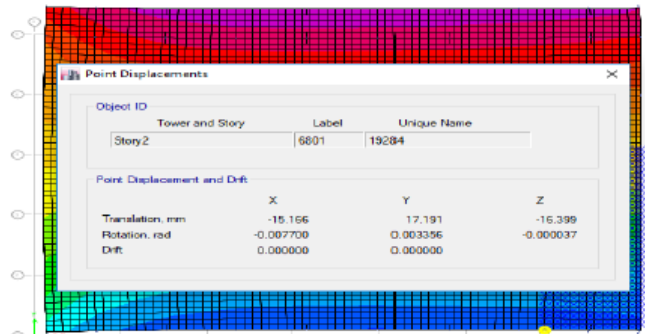 Point Displacements
Object ID
Tower and Story Label Unique Name
Story2 6801 19284
Point Displacement and Drift
X Y Z
Translation, mm -15.166 17.191 -16.399
Rotation, rad -0.007700 0.003356 -0.000037
Drift 0.000000 0.000000